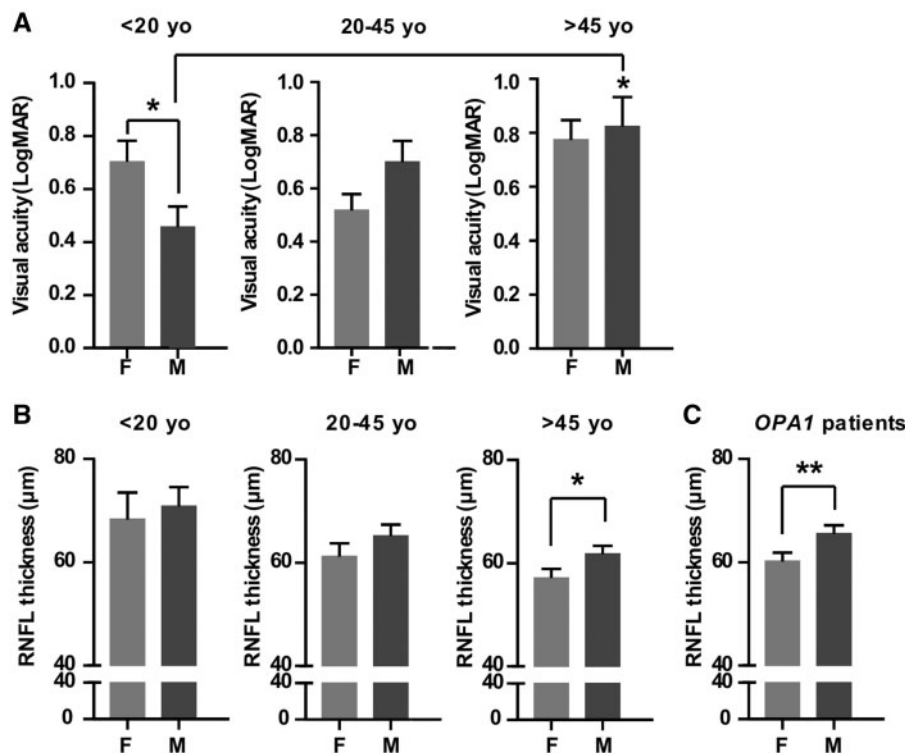 A
<20 yo 20-45 yo >45 yo
Visual acuity (LogMAR)
1.0
0.8
0.6
0.4
0.2
0.0
*
F M
Visual acuity (LogMAR)
1.0
0.8
0.6
0.4
0.2
0.0
F M
Visual acuity (LogMAR)
1.0
0.8
0.6
0.4
0.2
0.0
*
F M
B
<20 yo 20-45 yo >45 yo
RNFL thickness (µm)
80
60
40
40
0
F M
RNFL thickness (µm)
80
60
40
40
0
F M
RNFL thickness (µm)
80
60
40
40
0
*
F M
C
OPA1 patients
RNFL thickness (µm)
80
60
40
40
0
**
F M